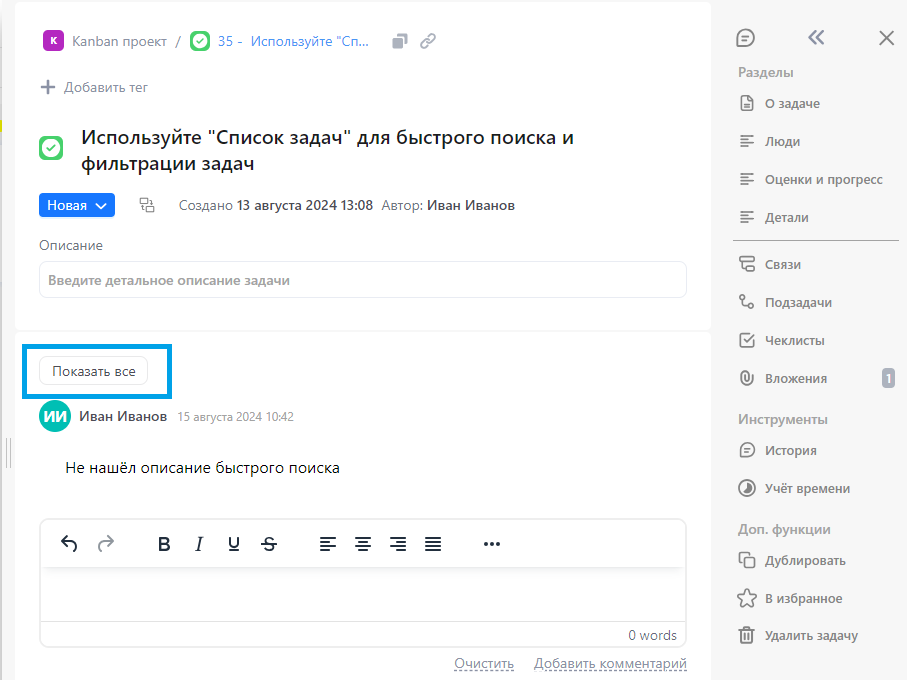 K Kanban проект / 35 - Используйте "Сп...
Добавить тег
Используйте "Список задач" для быстрого поиска и
фильтрации задач
Новая Создано 13 августа 2024 13:08 Автор: Иван Иванов
Описание
Введите детальное описание задачи
Показать все
ИИ Иван Иванов 15 августа 2024 10:42
Не нашёл описание быстрого поиска
B I U S
0 words
Очистить Добавить комментарий
Разделы
О задаче
Люди
Оценки и прогресс
Детали
Связи
Подзадачи
Чеклисты
Вложения 1
Инструменты
История
Учёт времени
Доп. функции
Дублировать
В избранное
Удалить задачу